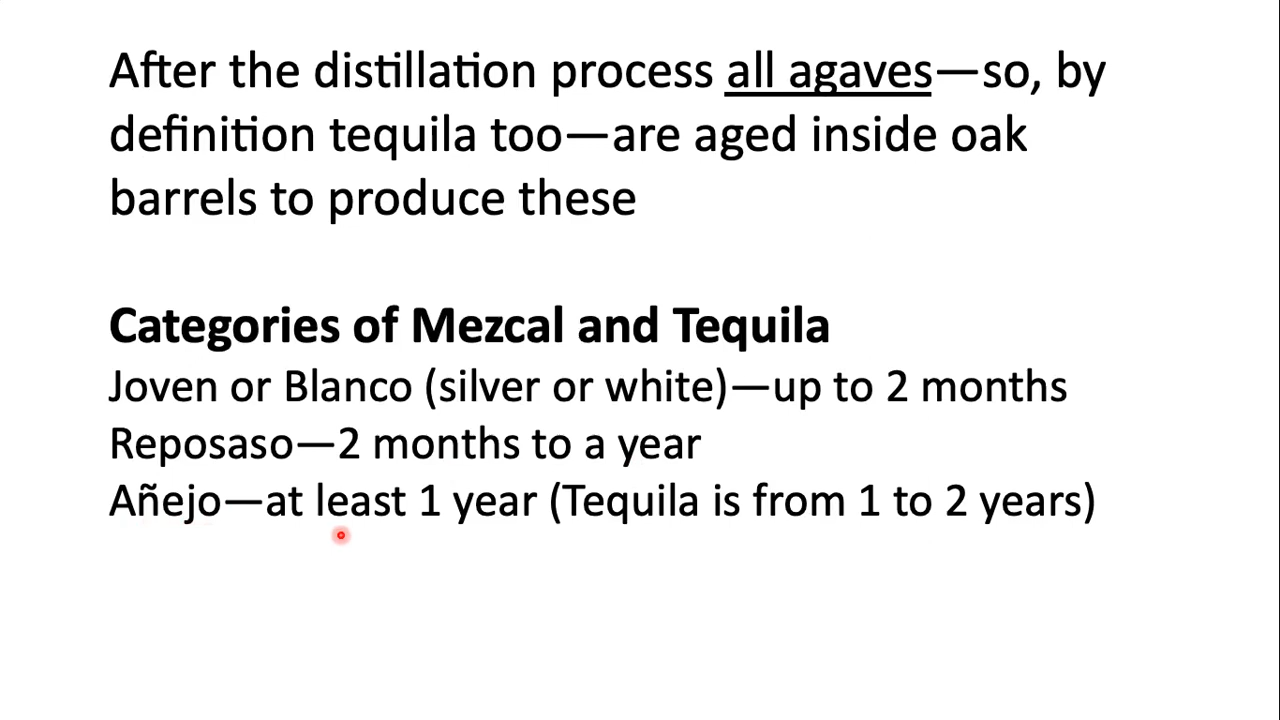 After the distillation process all agaves—so, by
definition tequila too—are aged inside oak
barrels to produce these
Categories of Mezcal and Tequila
Joven or Blanco (silver or white)—up to 2 months
Reposaso—2 months to a year
Añejo—at least 1 year (Tequila is from 1 to 2 years)